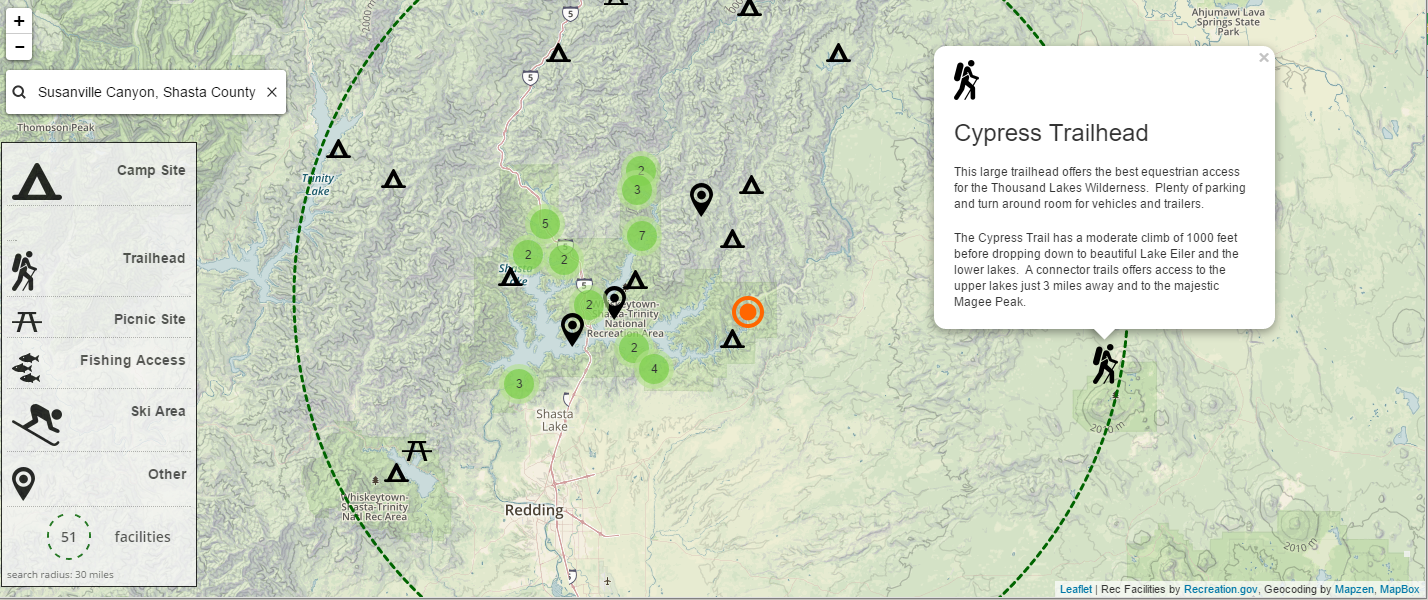 +
−
Susanville Canyon, Shasta County ×
Thompson Peak
Camp Site
Trailhead
Picnic Site
Fishing Access
Ski Area
Other
51 facilities
search radius: 30 miles
2000 m
5
5
Trinity
Lake
2
3
5
7
2
2
5
Shasta
Lake
2
National
Recreation Area
2
4
3
Shasta
Lake
Whiskeytown-
Shasta-Trinity
Natl Rec Area
Redding
5
Ahjumawi Lava
Springs State
Park
×
Cypress Trailhead
This large trailhead offers the best equestrian access
for the Thousand Lakes Wilderness. Plenty of parking
and turn around room for vehicles and trailers.
The Cypress Trail has a moderate climb of 1000 feet
before dropping down to beautiful Lake Eiler and the
lower lakes. A connector trails offers access to the
upper lakes just 3 miles away and to the majestic
Magee Peak.
2010 m
2010 m
Leaflet | Rec Facilities by Recreation.gov, Geocoding by Mapzen, MapBox